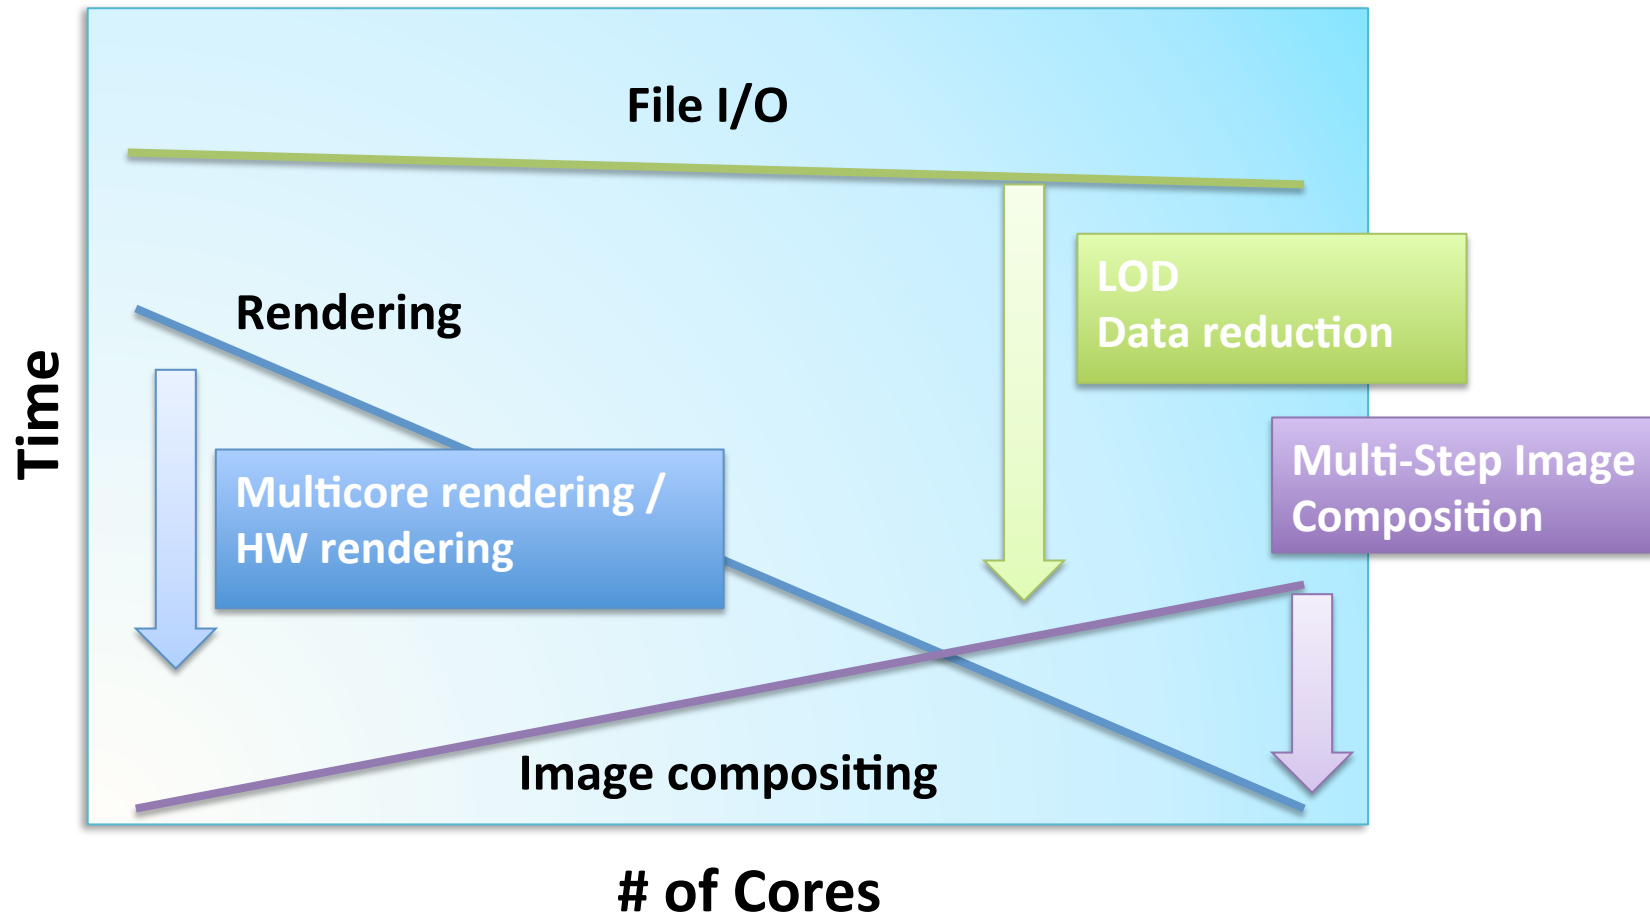 File I/O
LOD
Data reduction
Rendering
Time
Multi-Step Image
Composition
Multicore rendering /
HW rendering
Image compositing
# of Cores